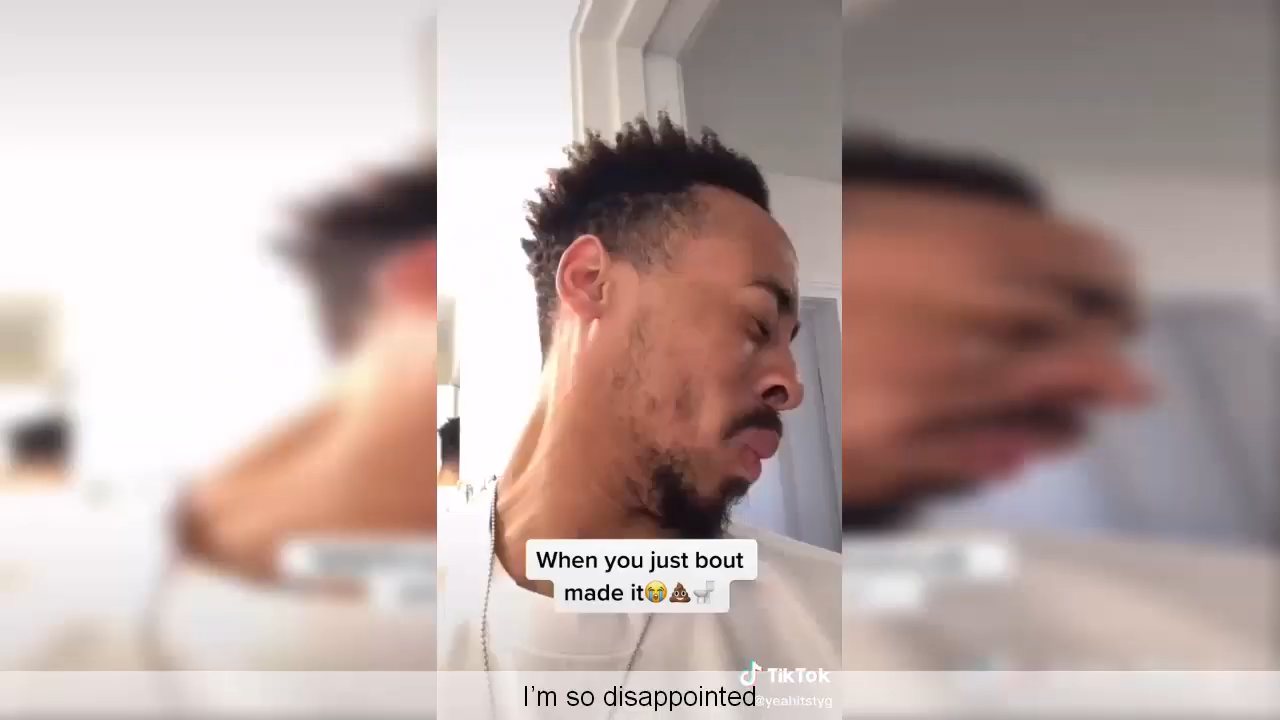 When you just bout
made it😭💩🚽
TikTok
@yeahitstyg
I'm so disappointed